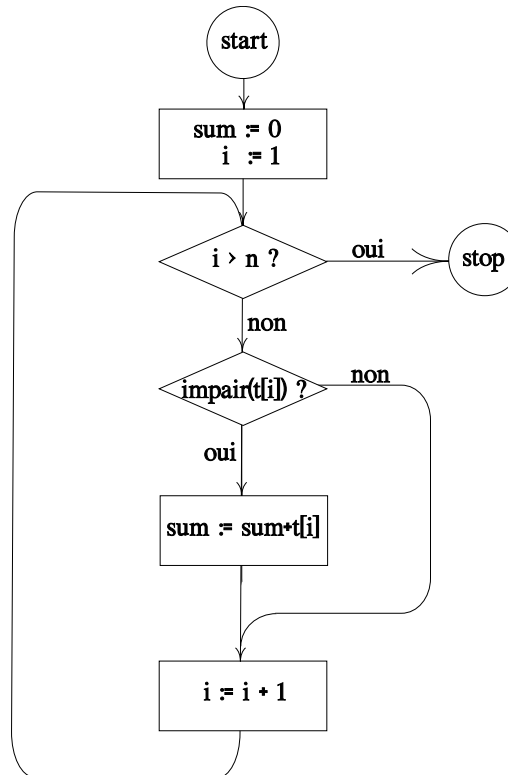 start
sum := 0
i := 1
i > n ?
oui
stop
non
impair(t[i]) ?
non
oui
sum := sum+t[i]
i := i + 1